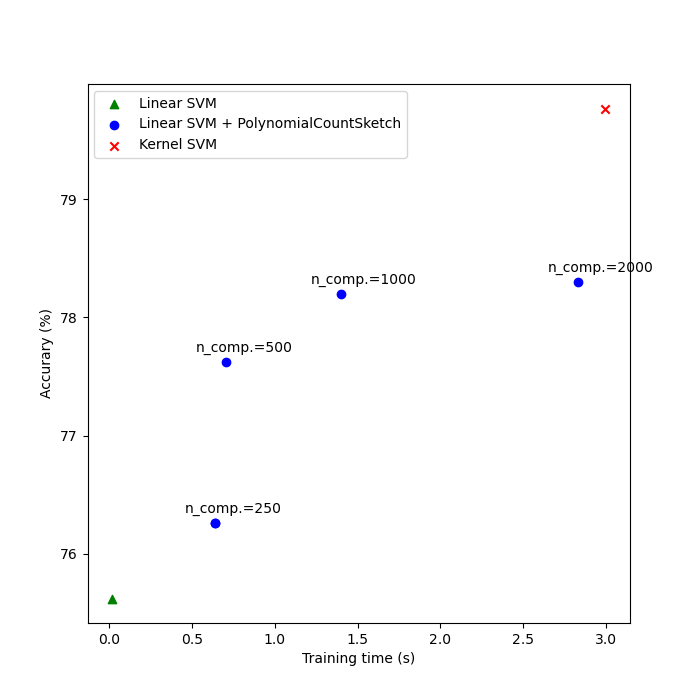 Linear SVM
Linear SVM + PolynomialCountSketch
Kernel SVM
79
78
77
76
Accurary (%)
n_comp.=2000
n_comp.=1000
n_comp.=500
n_comp.=250
0.0 0.5 1.0 1.5 2.0 2.5 3.0
Training time (s)